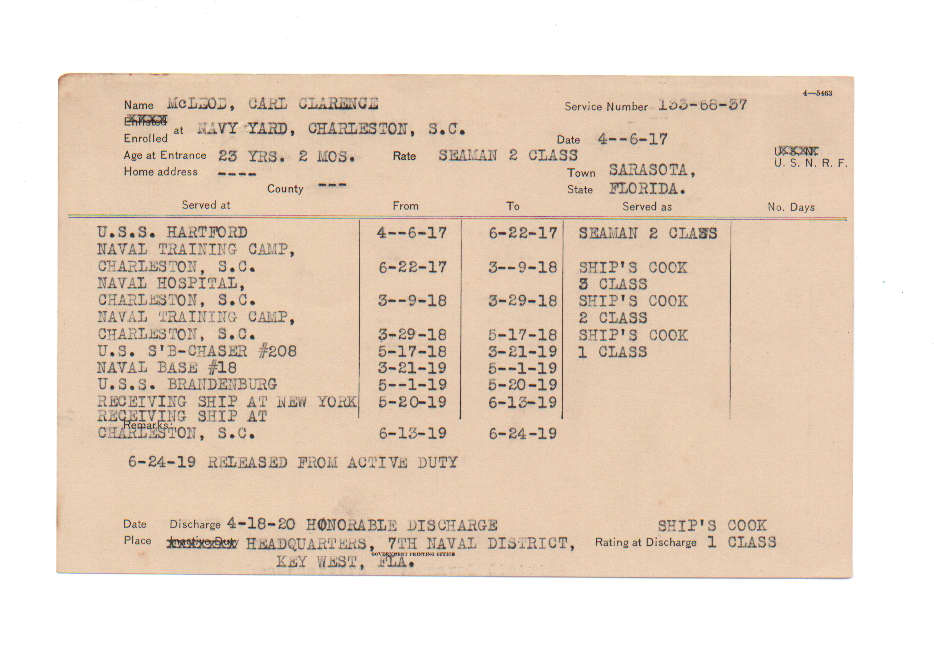 4—5463
Name McLEOD, CARL CLARENCE Service Number 133-68-37
Enlisted
Enrolled at NAVY YARD, CHARLESTON, S.C. Date 4--6-17
Age at Entrance 23 YRS. 2 MOS. Rate SEAMAN 2 CLASS U. S. N. R. F.
Home address ---- Town SARASOTA,
County --- State FLORIDA.
Served at From To Served as No. Days
U.S.S. HARTFORD 4--6-17 6-22-17 SEAMAN 2 CLASS
NAVAL TRAINING CAMP,
CHARLESTON, S.C. 6-22-17 3--9-18 SHIP'S COOK
NAVAL HOSPITAL, 3 CLASS
CHARLESTON, S.C. 3--9-18 3-29-18 SHIP'S COOK
NAVAL TRAINING CAMP, 2 CLASS
CHARLESTON, S.C. 3-29-18 5-17-18 SHIP'S COOK
U.S. S'B-CHASER #208 5-17-18 3-21-19 1 CLASS
NAVAL BASE #18 3-21-19 5--1-19
U.S.S. BRANDENBURG 5--1-19 5-20-19
RECEIVING SHIP AT NEW YORK 5-20-19 6-13-19
RECEIVING SHIP AT
Remarks:
CHARLESTON, S.C. 6-13-19 6-24-19
6-24-19 RELEASED FROM ACTIVE DUTY
Date Discharge 4-18-20 HONORABLE DISCHARGE SHIP'S COOK
Place Inactive Duty HEADQUARTERS, 7TH NAVAL DISTRICT, Rating at Discharge 1 CLASS
GOVERNMENT PRINTING OFFICE
KEY WEST, FLA.